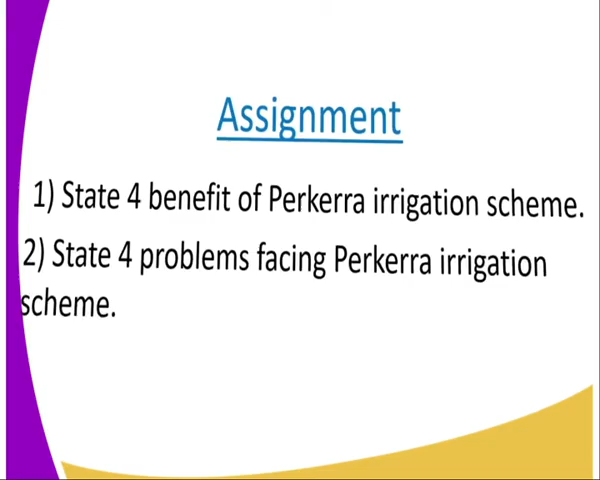 Assignment
1) State 4 benefit of Perkerra irrigation scheme.
2) State 4 problems facing Perkerra irrigation
scheme.